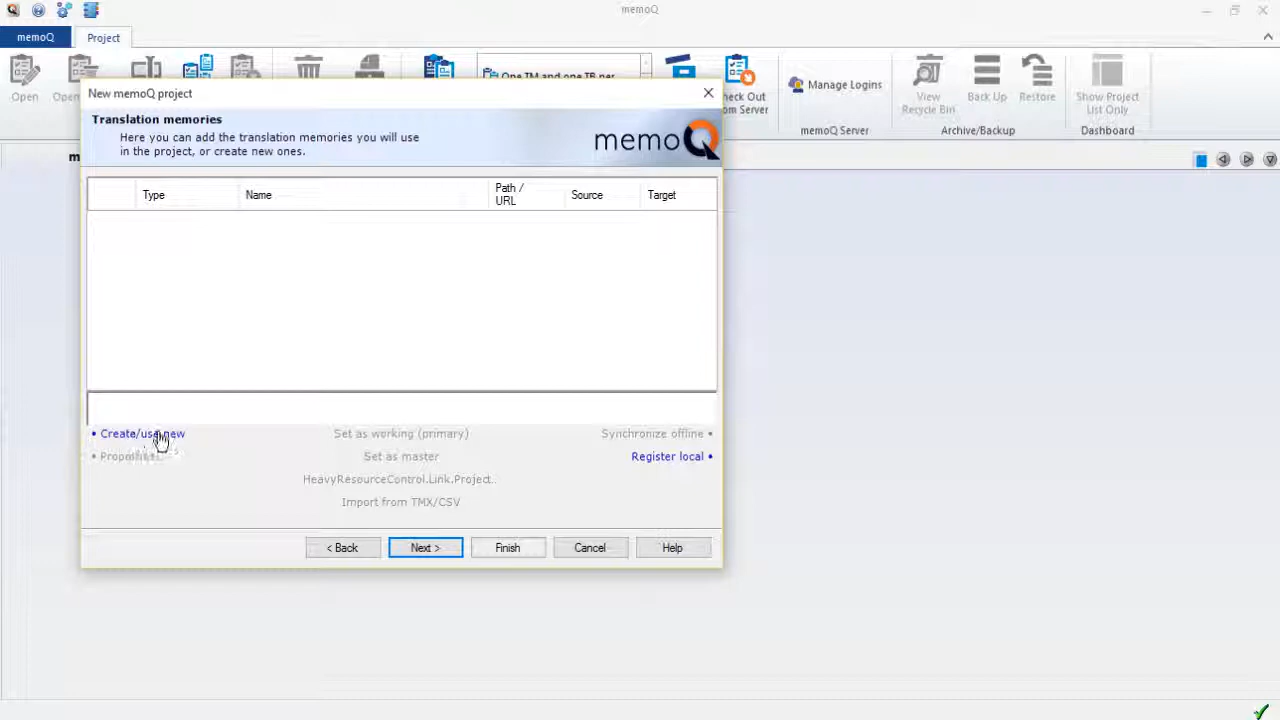 memoQ
memoQ
Project
Open
One TM and one TB per
Manage Logins
View
Recycle Bin
Back Up
Restore
Show Project
List Only
memoQ Server
Archive/Backup
Dashboard
New memoQ project
Translation memories
Here you can add the translation memories you will use
in the project, or create new ones.
memoQ
Type
Name
Path /
URL
Source
Target
• Create/use new
Set as working (primary)
Synchronize offline •
Set as master
Register local •
HeavyResourceControl.Link.Project..
Import from TMX/CSV
< Back
Next >
Finish
Cancel
Help